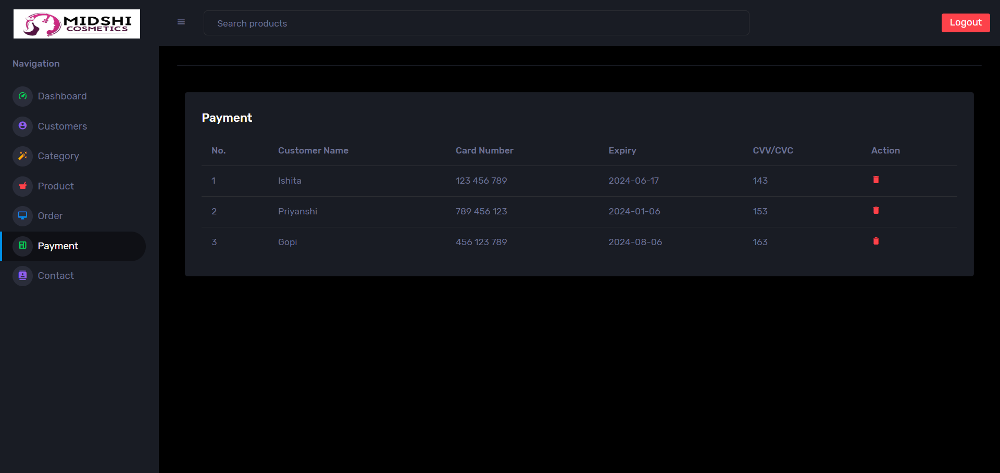 MIDSHI
COSMETICS
Search products
Logout
Navigation
Dashboard
Customers
Category
Product
Order
Payment
Contact
Payment
No. Customer Name Card Number Expiry CVV/CVC Action
1 Ishita 123 456 789 2024-06-17 143
2 Priyanshi 789 456 123 2024-01-06 153
3 Gopi 456 123 789 2024-08-06 163